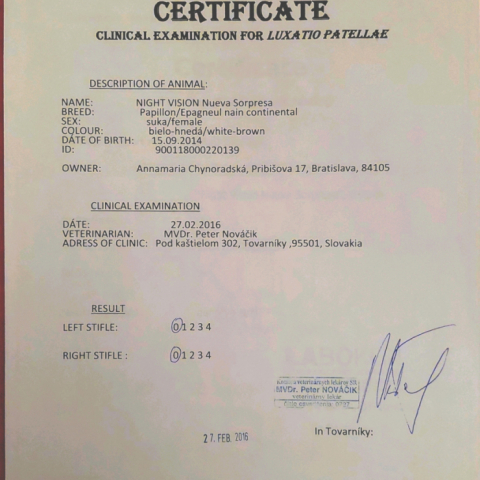 CERTIFICATE
CLINICAL EXAMINATION FOR LUXATIO PATELLAE
DESCRIPTION OF ANIMAL:
NAME: NIGHT VISION Nueva Sorpresa
BREED: Papillon/Epagneul nain continental
SEX: suka/female
COLOUR: bielo-hnedá/white-brown
DATE OF BIRTH: 15.09.2014
ID: 900118000220139
OWNER: Annamaria Chynoradská, Pribišova 17, Bratislava, 84105
CLINICAL EXAMINATION
DÁTE: 27.02.2016
VETERINARIAN: MVDr. Peter Nováčik
ADRESS OF CLINIC: Pod kaštielom 302, Tovarníky ,95501, Slovakia
RESULT
LEFT STIFLE: 0 1 2 3 4
RIGHT STIFLE : 0 1 2 3 4
MVDr. Peter NOVÁČIK
veterinárny lekár
27. FEB. 2016
In Tovarníky: